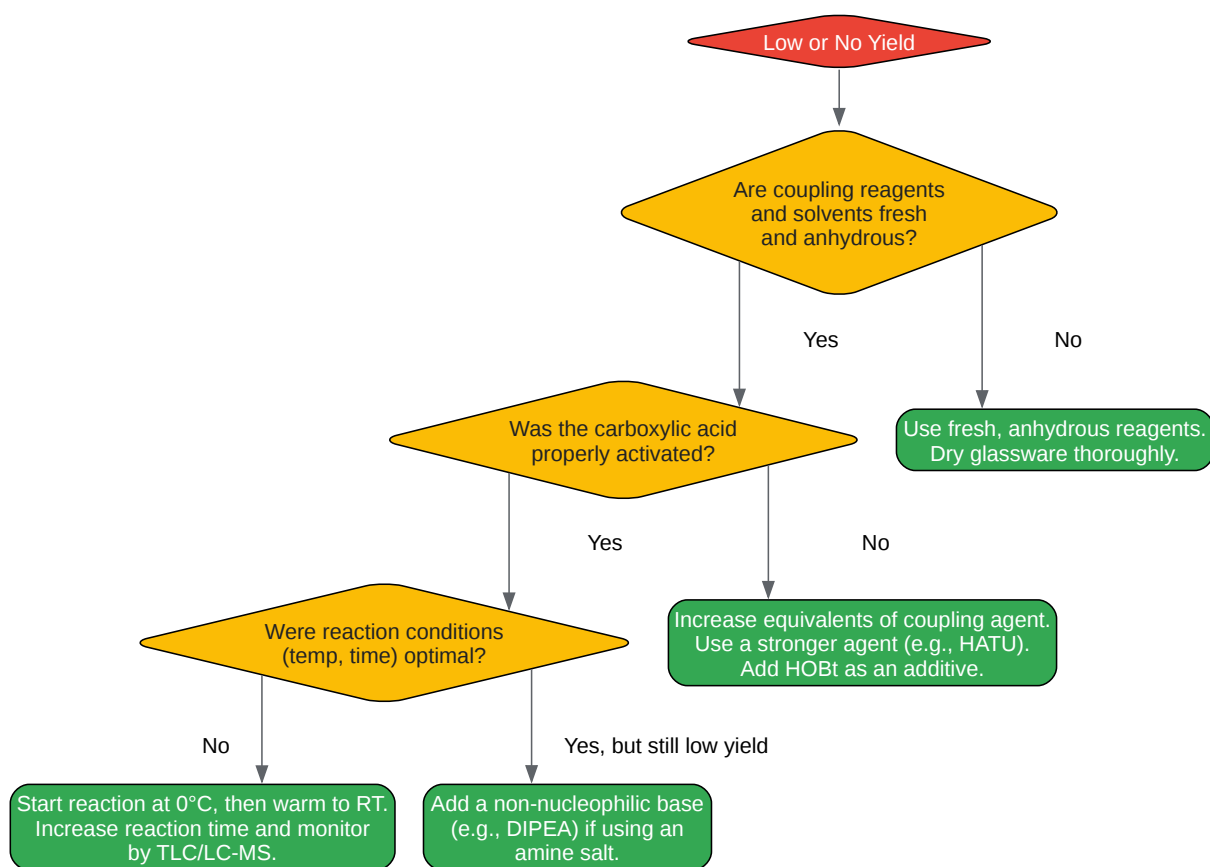 Low or No Yield
Are coupling reagents
and solvents fresh
and anhydrous?
Yes
No
Was the carboxylic acid
properly activated?
Use fresh, anhydrous reagents.
Dry glassware thoroughly.
Yes
No
Were reaction conditions
(temp, time) optimal?
Increase equivalents of coupling agent.
Use a stronger agent (e.g., HATU).
Add HOBt as an additive.
No
Yes, but still low yield
Start reaction at 0°C, then warm to RT.
Increase reaction time and monitor
by TLC/LC-MS.
Add a non-nucleophilic base
(e.g., DIPEA) if using an
amine salt.